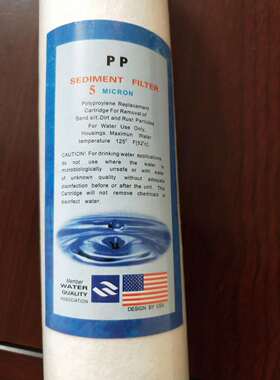 PP
SEDIMENT FILTER
5 MICRON
Polypropylene Replacement
Cartridge For Removal of
Sand,silt,Dirt and Rust Particles
For Water Use Only,
Housings, Maximun Water
temperature 125° F(52°c).
CAUTION: For drinking water applications,
do not use where the water is
microbiologically unsafe or with water
of unknown quality without adequate
disinfection before or after the unit. This
Cartridge will not remove chemicals or
disinfect water.
Member
WATER
QUALITY
ASSOCIATION
DESIGN BY USA